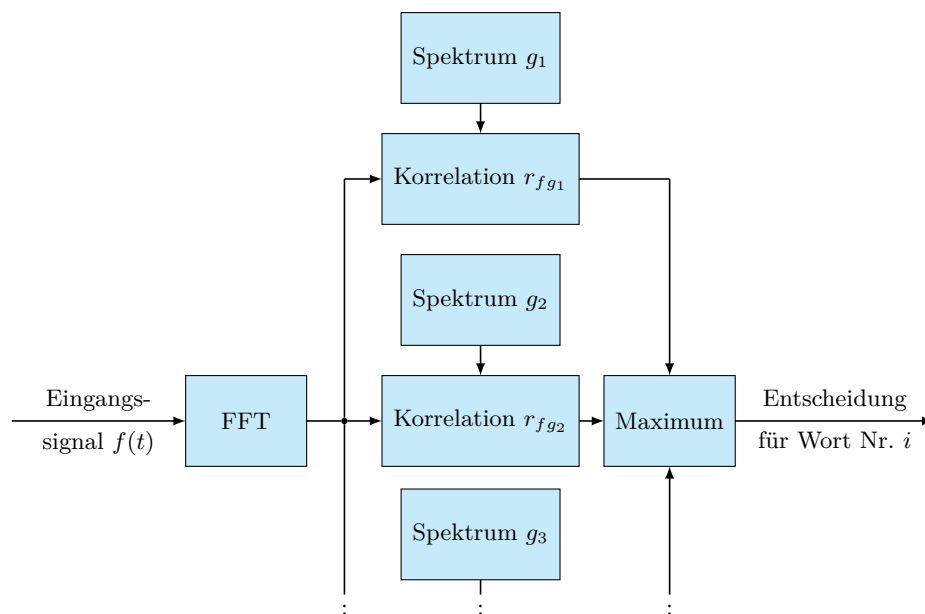 Spektrum g₁
Korrelation r_{fg₁}
Spektrum g₂
Eingangs-
signal f(t)
FFT
Korrelation r_{fg₂}
Maximum
Entscheidung
für Wort Nr. i
Spektrum g₃
⋮ ⋮ ⋮